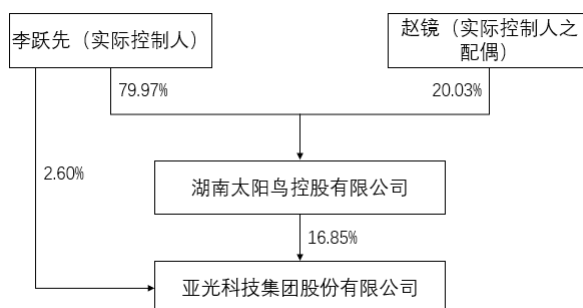 李跃先（实际控制人）
赵镜（实际控制人之
配偶）
79.97%
20.03%
2.60%
湖南太阳鸟控股有限公司
16.85%
亚光科技集团股份有限公司